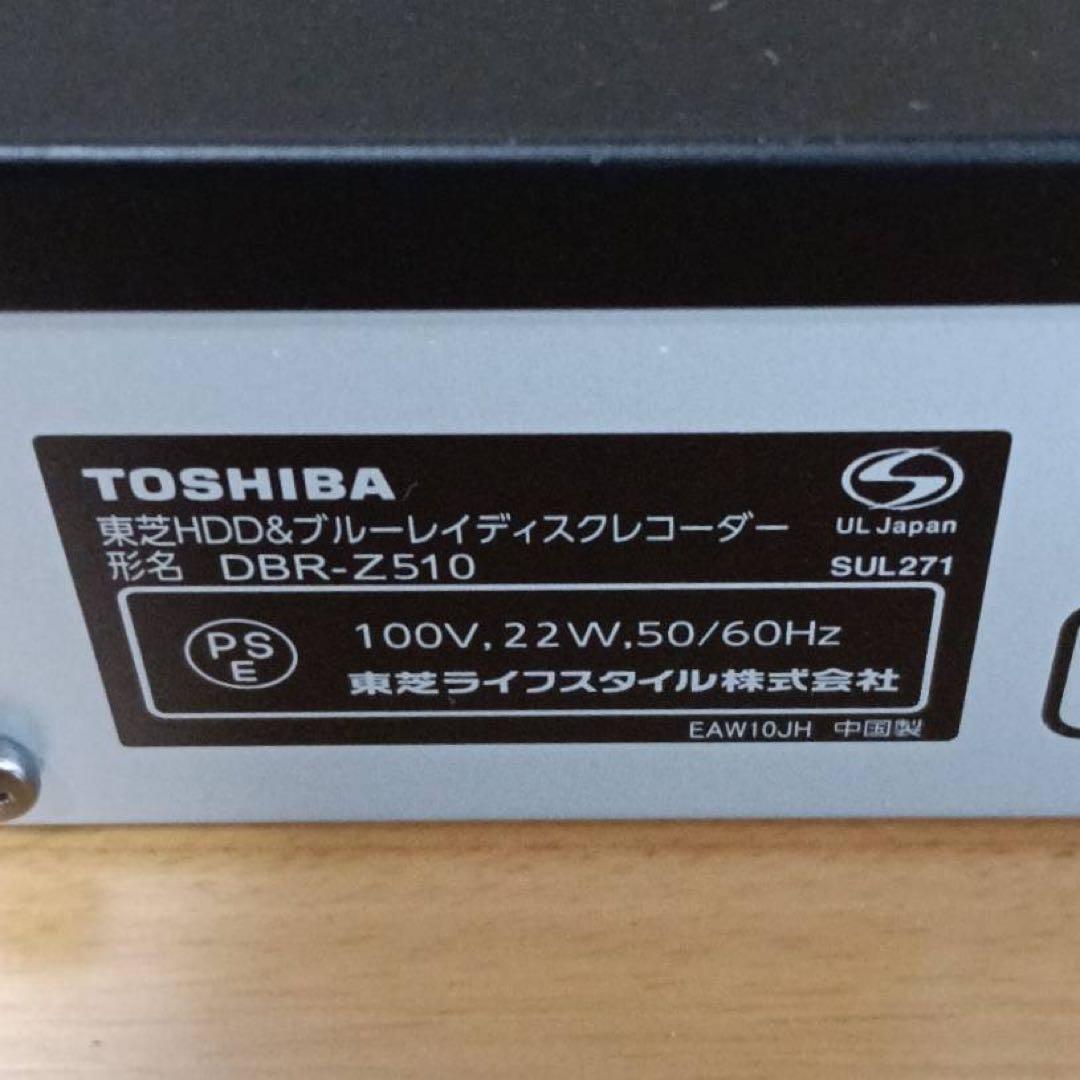 TOSHIBA
東芝HDD&ブルーレイディスクレコーダー
形名 DBR-Z510
UL Japan
SUL271
PSE
100V,22W,50/60Hz
東芝ライフスタイル株式会社
EAW10JH 中国製